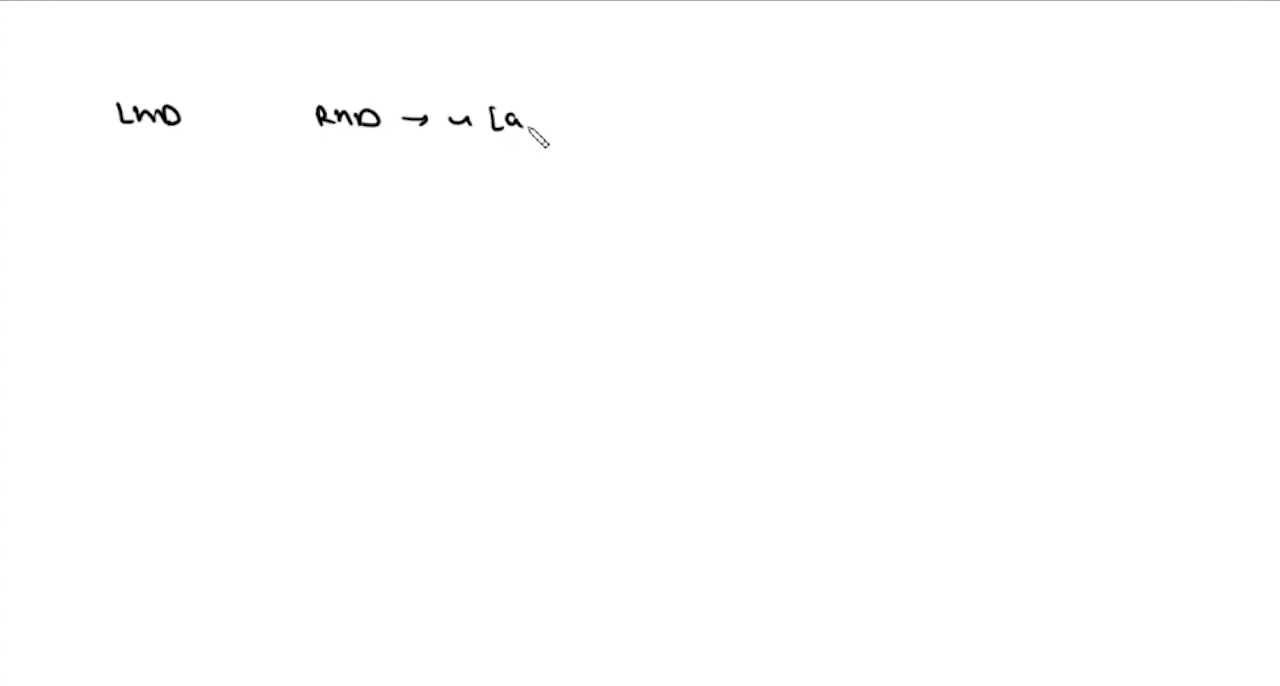 LMD RMD → u [a